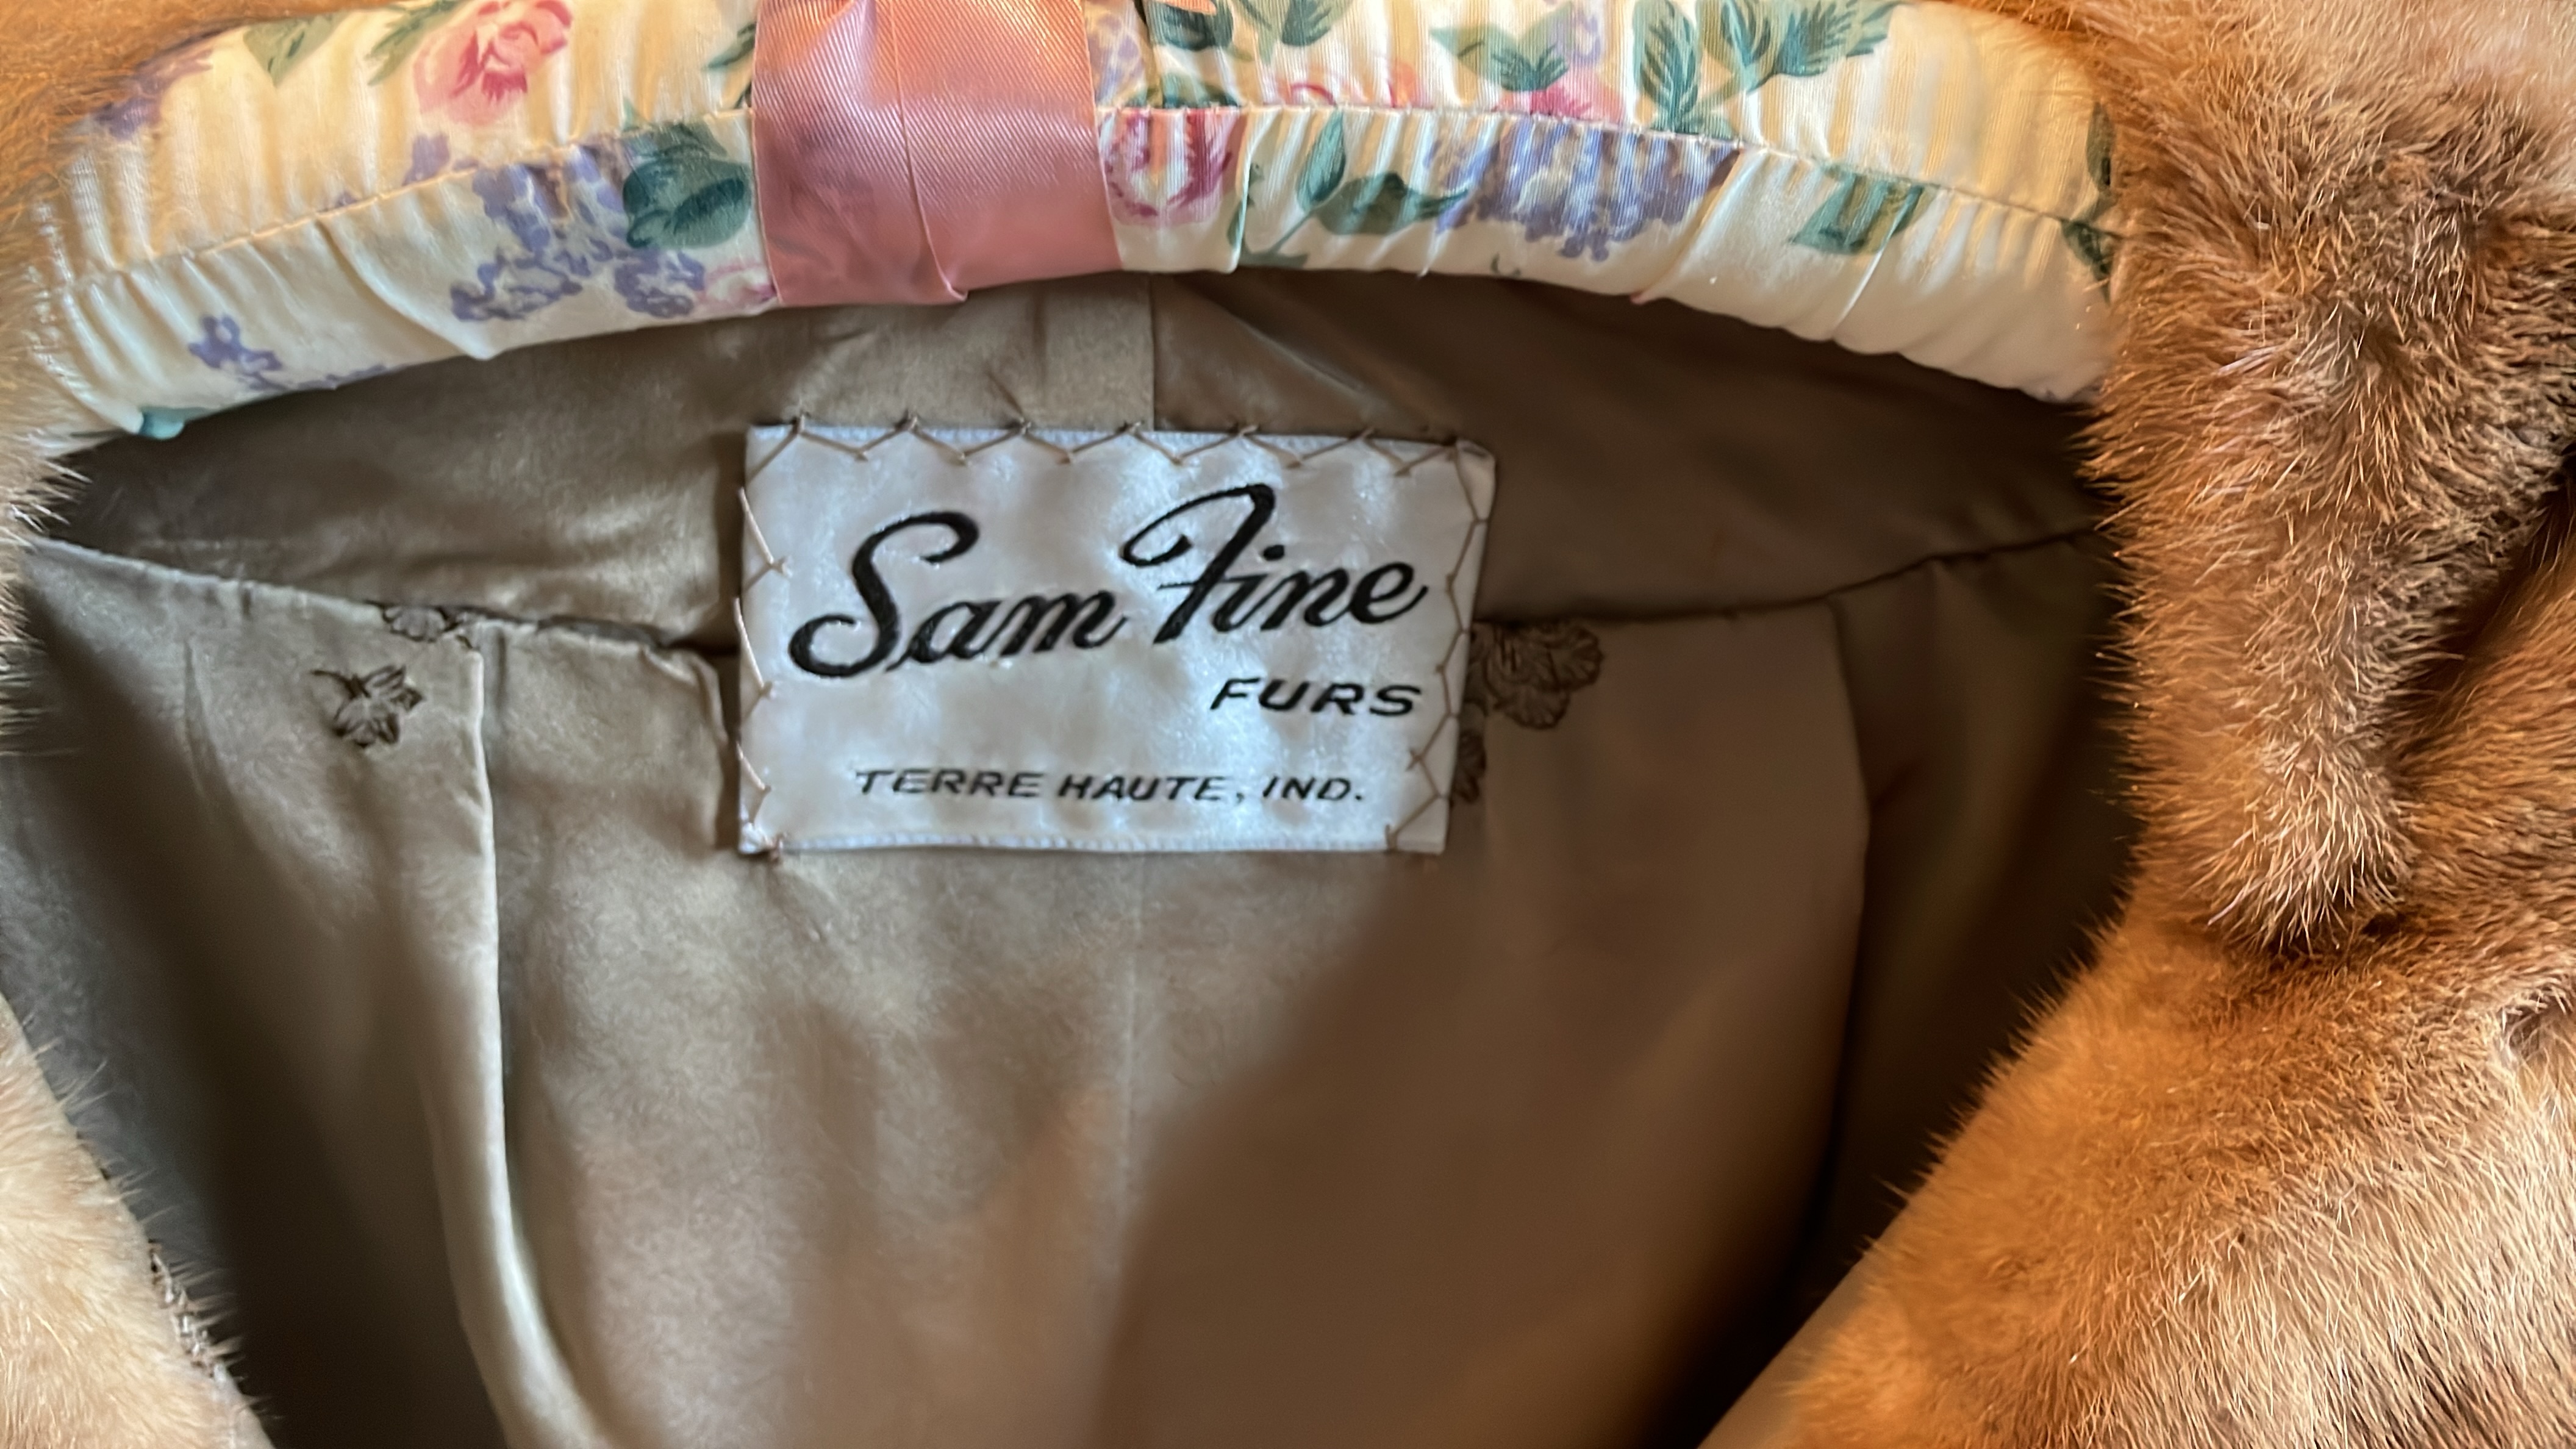 Sam Fine
FURS
TERRE HAUTE, IND.